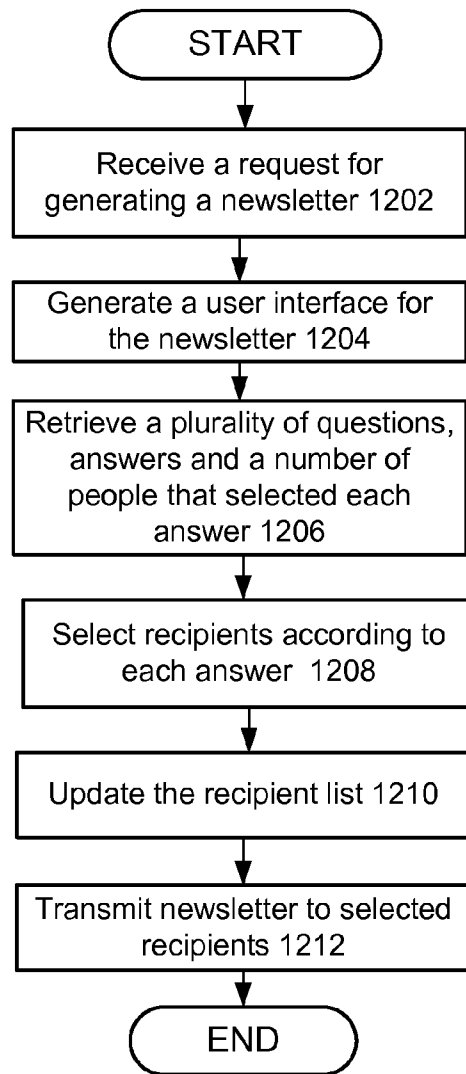 START
Receive a request for
generating a newsletter 1202
Generate a user interface for
the newsletter 1204
Retrieve a plurality of questions,
answers and a number of
people that selected each
answer 1206
Select recipients according to
each answer 1208
Update the recipient list 1210
Transmit newsletter to selected
recipients 1212
END